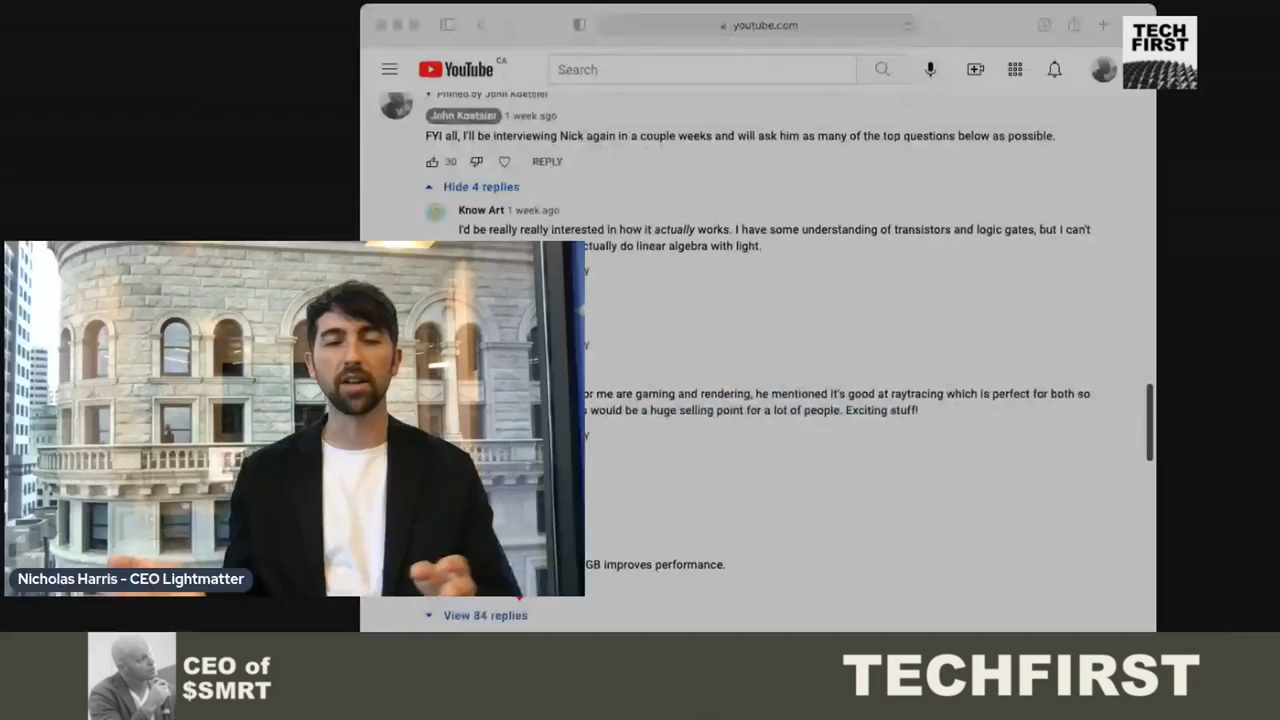 youtube.com
TECH
FIRST
YouTube CA
Search
Pinned by John Koetsier
John Koetsier 1 week ago
FYI all, I'll be interviewing Nick again in a couple weeks and will ask him as many of the top questions below as possible.
30 REPLY
Hide 4 replies
Know Art 1 week ago
I'd be really really interested in how it actually works. I have some understanding of transistors and logic gates, but I can't
ctually do linear algebra with light.
Y
Y
or me are gaming and rendering, he mentioned it's good at raytracing which is perfect for both so
s would be a huge selling point for a lot of people. Exciting stuff!
Y
GB improves performance.
Nicholas Harris - CEO Lightmatter
View 84 replies
CEO of
$SMRT
TECHFIRST